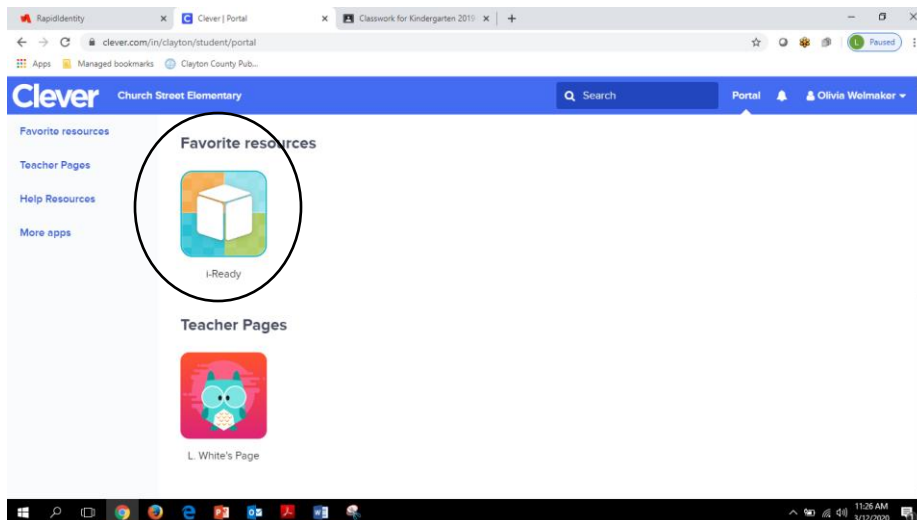 RapidIdentity
Clever | Portal
Classwork for Kindergarten 2019
clever.com/in/clayton/student/portal
Paused
Apps Managed bookmarks Clayton County Pub...
Clever Church Street Elementary Search Portal Olivia Welmaker
Favorite resources
Teacher Pages
Help Resources
More apps
Favorite resources
i-Ready
Teacher Pages
L. White's Page
11:26 AM
3/12/2020